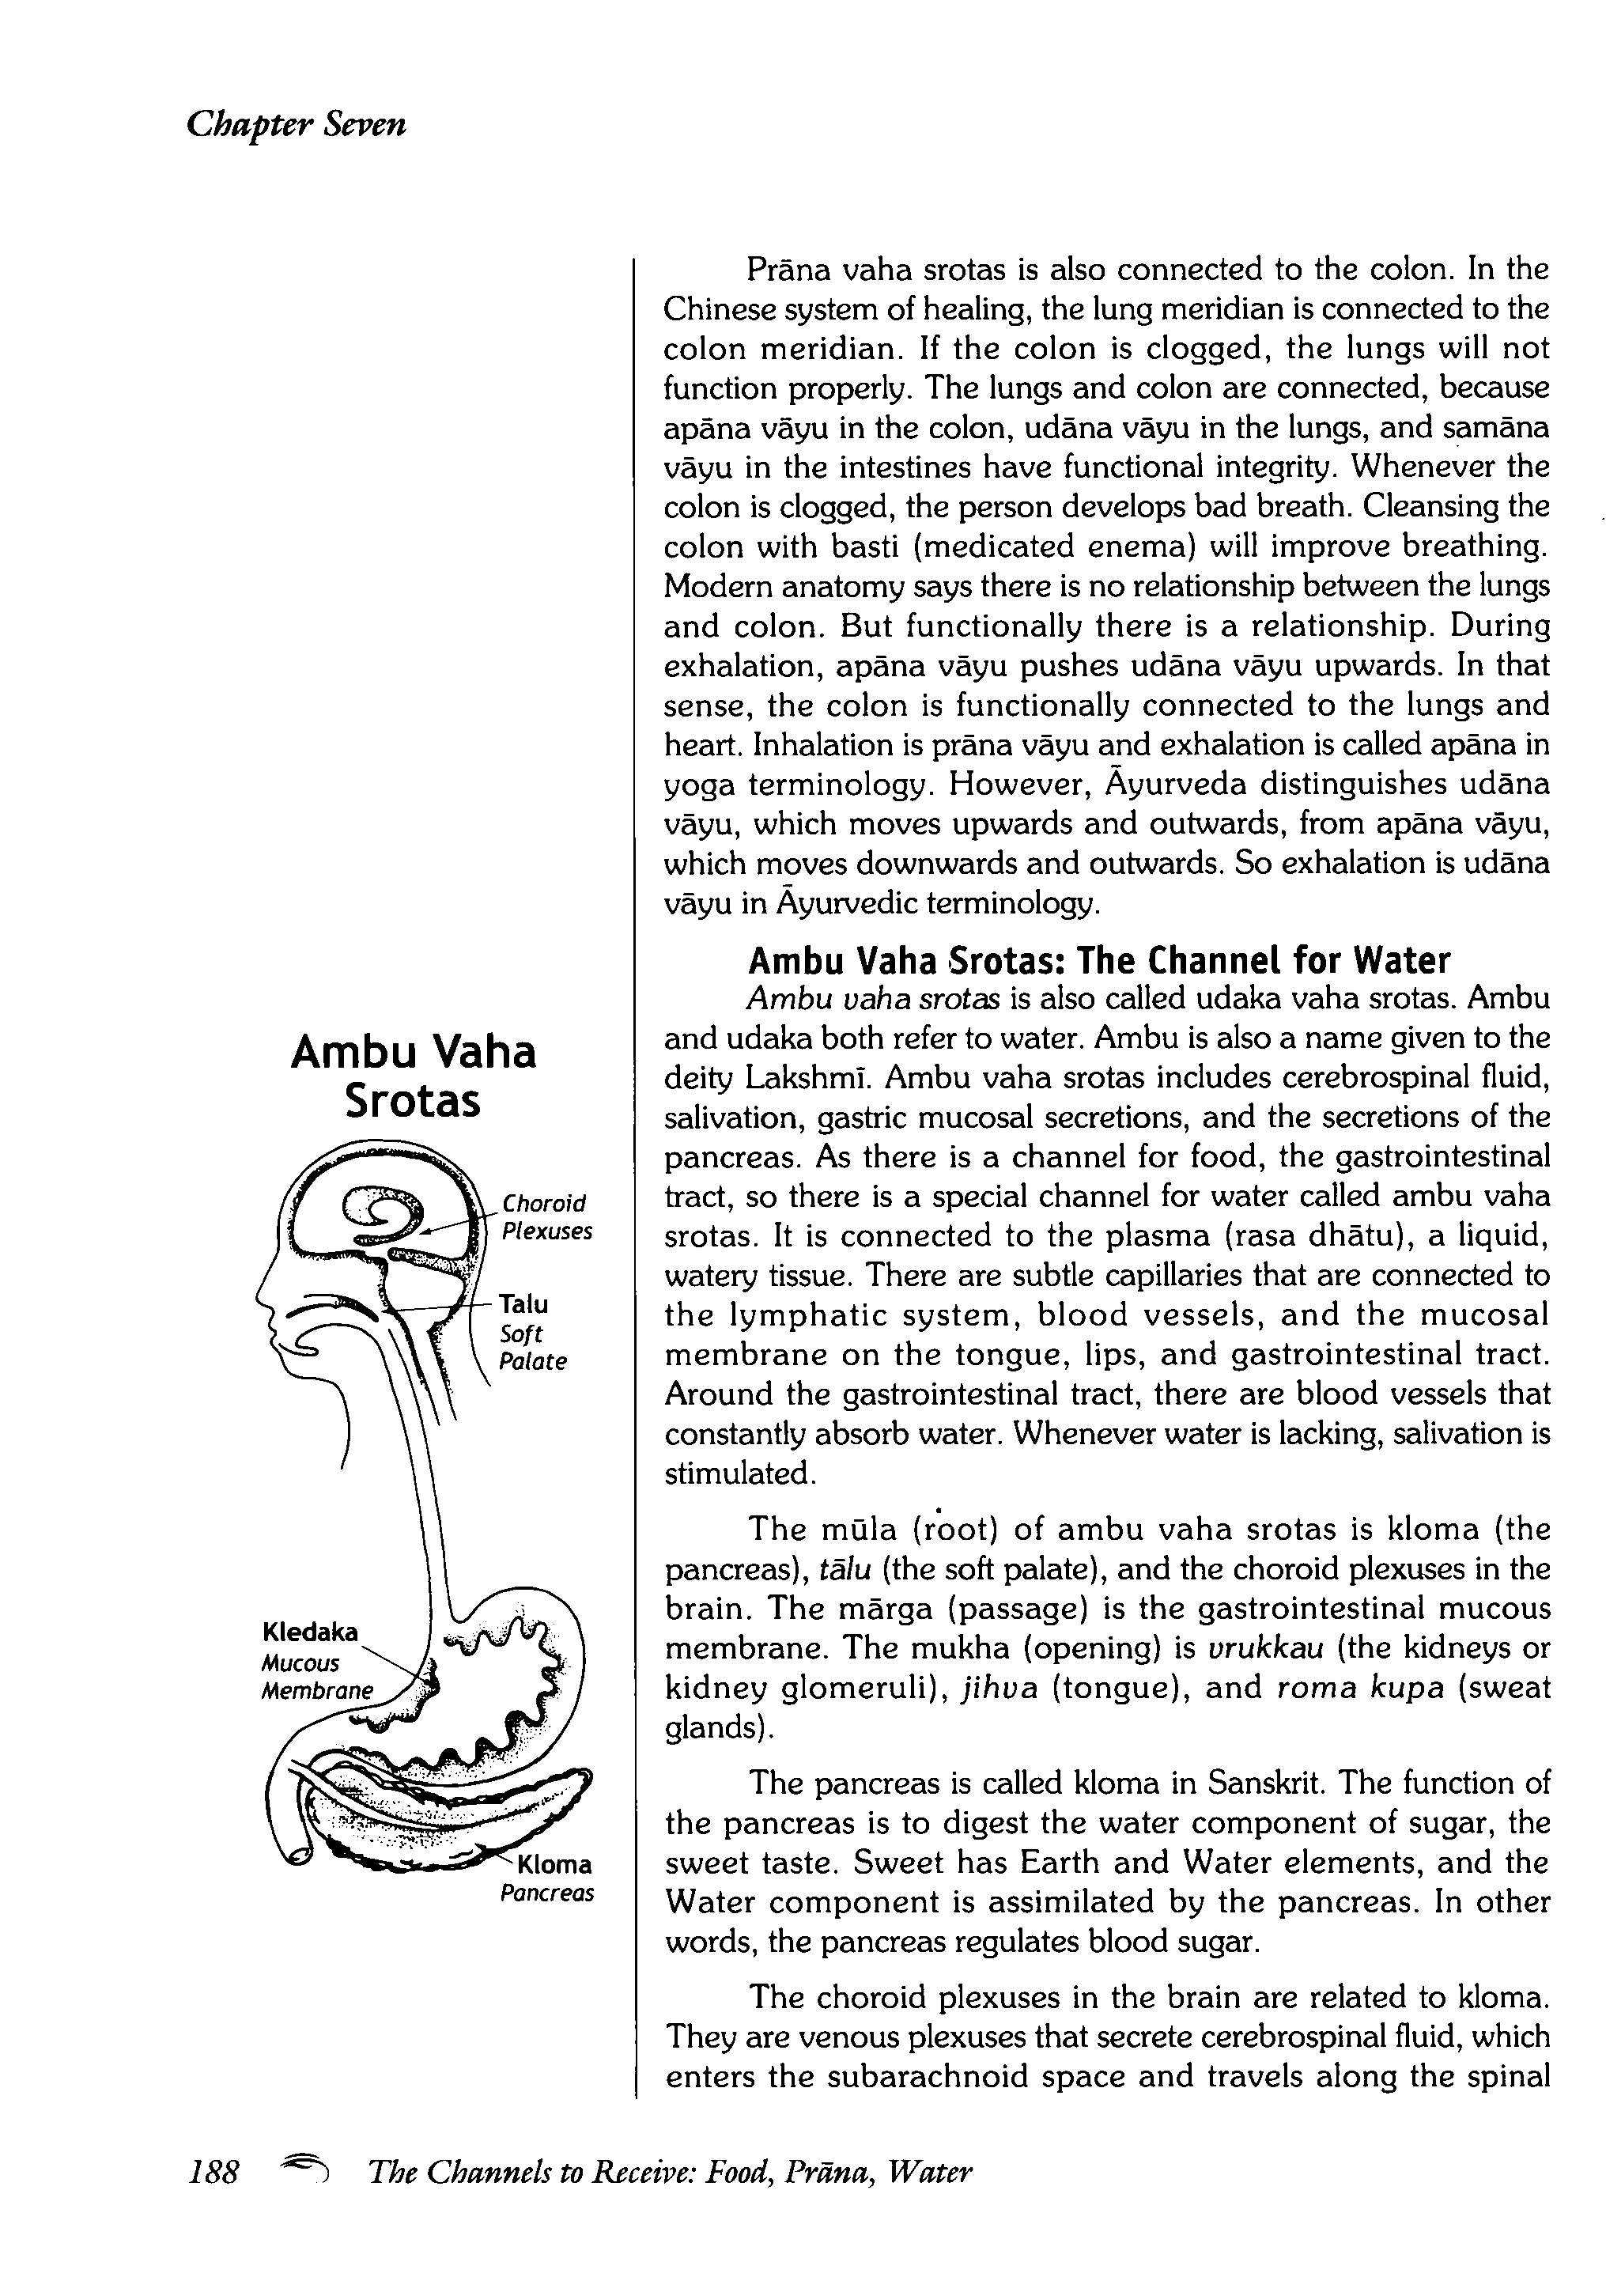 Chapter Seven
Prāna vaha srotas is also connected to the colon. In the
Chinese system of healing, the lung meridian is connected to the
colon meridian. If the colon is clogged, the lungs will not
function properly. The lungs and colon are connected, because
apāna vāyu in the colon, udāna vāyu in the lungs, and samāna
vāyu in the intestines have functional integrity. Whenever the
colon is clogged, the person develops bad breath. Cleansing the
colon with basti (medicated enema) will improve breathing.
Modern anatomy says there is no relationship between the lungs
and colon. But functionally there is a relationship. During
exhalation, apāna vāyu pushes udāna vāyu upwards. In that
sense, the colon is functionally connected to the lungs and
heart. Inhalation is prāna vāyu and exhalation is called apāna in
yoga terminology. However, Āyurveda distinguishes udāna
vāyu, which moves upwards and outwards, from apāna vāyu,
which moves downwards and outwards. So exhalation is udāna
vāyu in Āyurvedic terminology.
Ambu Vaha Srotas: The Channel for Water
Ambu vaha srotas is also called udaka vaha srotas. Ambu
and udaka both refer to water. Ambu is also a name given to the
deity Lakshmī. Ambu vaha srotas includes cerebrospinal fluid,
salivation, gastric mucosal secretions, and the secretions of the
pancreas. As there is a channel for food, the gastrointestinal
tract, so there is a special channel for water called ambu vaha
srotas. It is connected to the plasma (rasa dhātu), a liquid,
watery tissue. There are subtle capillaries that are connected to
the lymphatic system, blood vessels, and the mucosal
membrane on the tongue, lips, and gastrointestinal tract.
Around the gastrointestinal tract, there are blood vessels that
constantly absorb water. Whenever water is lacking, salivation is
stimulated.
The mūla (root) of ambu vaha srotas is kloma (the
pancreas), tālu (the soft palate), and the choroid plexuses in the
brain. The mārga (passage) is the gastrointestinal mucous
membrane. The mukha (opening) is vrukkau (the kidneys or
kidney glomeruli), jihva (tongue), and roma kupa (sweat
glands).
The pancreas is called kloma in Sanskrit. The function of
the pancreas is to digest the water component of sugar, the
sweet taste. Sweet has Earth and Water elements, and the
Water component is assimilated by the pancreas. In other
words, the pancreas regulates blood sugar.
The choroid plexuses in the brain are related to kloma.
They are venous plexuses that secrete cerebrospinal fluid, which
enters the subarachnoid space and travels along the spinal
Ambu Vaha
Srotas
Choroid
Plexuses
Talu
Soft
Palate
Kledaka
Mucous
Membrane
Kloma
Pancreas
188 The Channels to Receive: Food, Prāna, Water